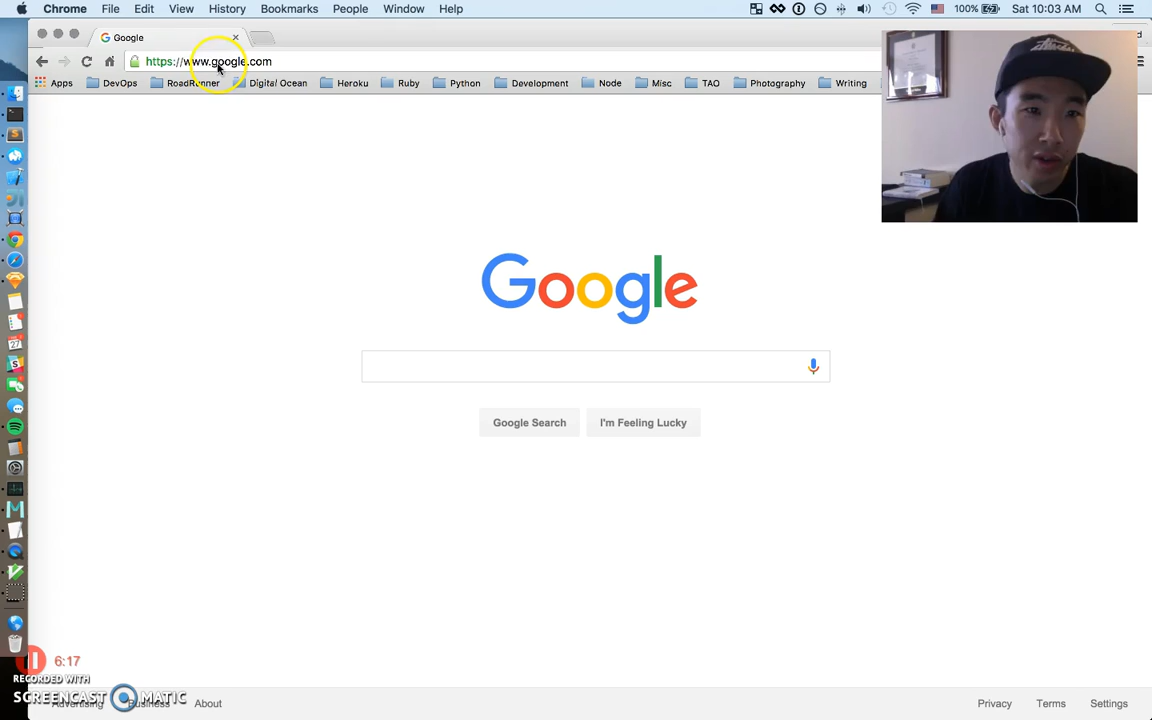 Chrome File Edit View History Bookmarks People Window Help 100% Sat 10:03 AM
Google
https://www.google.com
Apps DevOps RoadRunner Digital Ocean Heroku Ruby Python Development Node Misc TAO Photography Writing
Google
Google Search I'm Feeling Lucky
6:17
RECORDED WITH
SCREENCAST MATIC
Advertising Business About Privacy Terms Settings